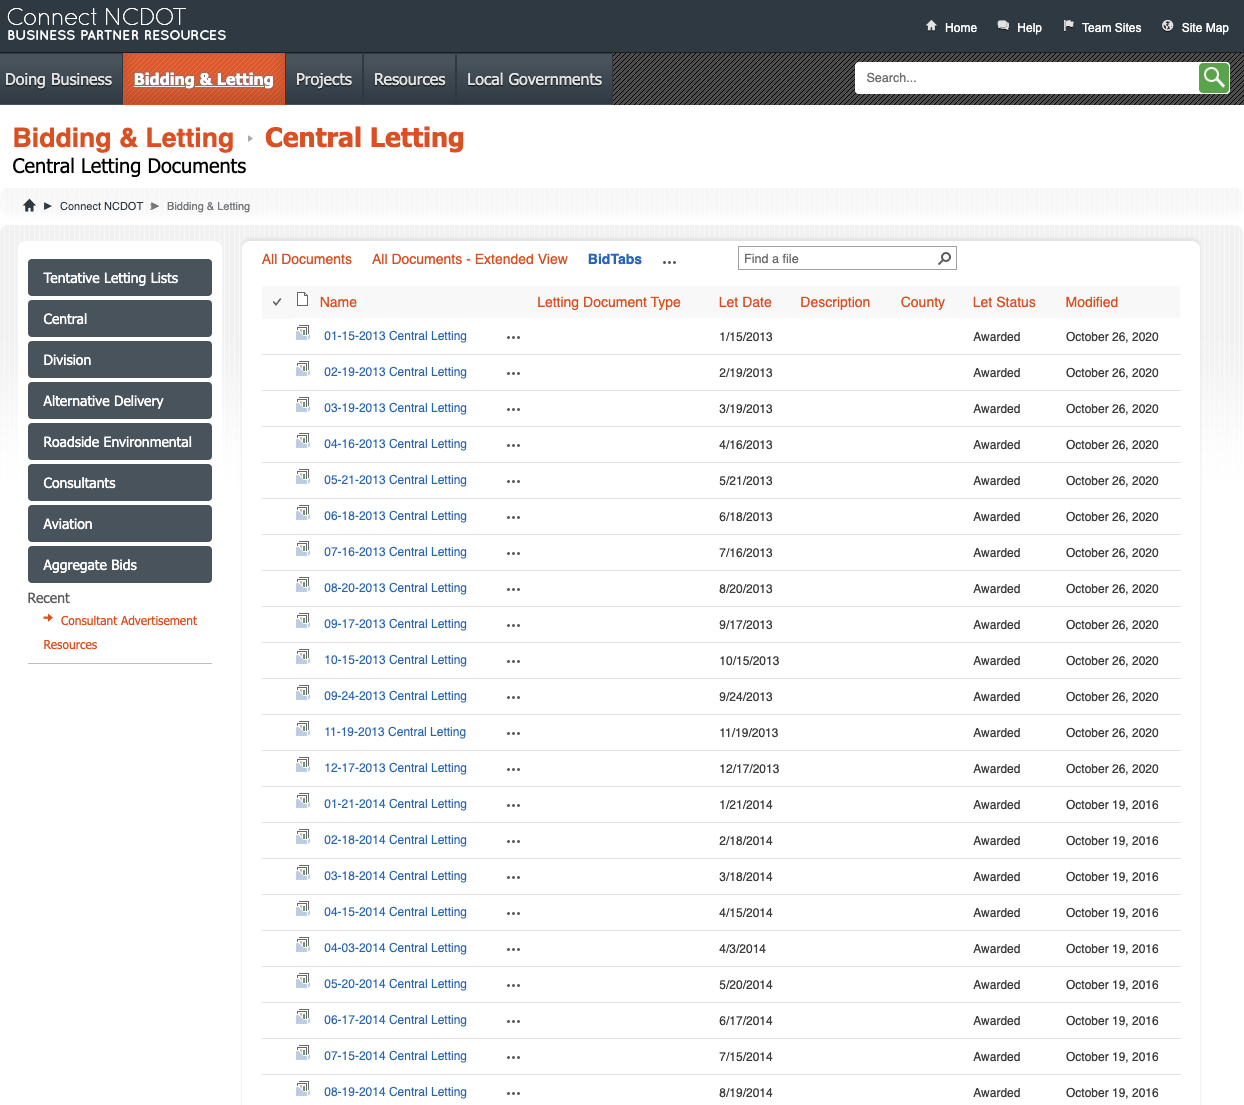 Connect NCDOT
BUSINESS PARTNER RESOURCES
Home Help Team Sites Site Map
Doing Business Bidding & Letting Projects Resources Local Governments Search...
Bidding & Letting Central Letting
Central Letting Documents
Connect NCDOT Bidding & Letting
Tentative Letting Lists
Central
Division
Alternative Delivery
Roadside Environmental
Consultants
Aviation
Aggregate Bids
Recent
Consultant Advertisement
Resources
All Documents All Documents - Extended View BidTabs ... Find a file
Name Letting Document Type Let Date Description County Let Status Modified
01-15-2013 Central Letting ... 1/15/2013 Awarded October 26, 2020
02-19-2013 Central Letting ... 2/19/2013 Awarded October 26, 2020
03-19-2013 Central Letting ... 3/19/2013 Awarded October 26, 2020
04-16-2013 Central Letting ... 4/16/2013 Awarded October 26, 2020
05-21-2013 Central Letting ... 5/21/2013 Awarded October 26, 2020
06-18-2013 Central Letting ... 6/18/2013 Awarded October 26, 2020
07-16-2013 Central Letting ... 7/16/2013 Awarded October 26, 2020
08-20-2013 Central Letting ... 8/20/2013 Awarded October 26, 2020
09-17-2013 Central Letting ... 9/17/2013 Awarded October 26, 2020
10-15-2013 Central Letting ... 10/15/2013 Awarded October 26, 2020
09-24-2013 Central Letting ... 9/24/2013 Awarded October 26, 2020
11-19-2013 Central Letting ... 11/19/2013 Awarded October 26, 2020
12-17-2013 Central Letting ... 12/17/2013 Awarded October 26, 2020
01-21-2014 Central Letting ... 1/21/2014 Awarded October 19, 2016
02-18-2014 Central Letting ... 2/18/2014 Awarded October 19, 2016
03-18-2014 Central Letting ... 3/18/2014 Awarded October 19, 2016
04-15-2014 Central Letting ... 4/15/2014 Awarded October 19, 2016
04-03-2014 Central Letting ... 4/3/2014 Awarded October 19, 2016
05-20-2014 Central Letting ... 5/20/2014 Awarded October 19, 2016
06-17-2014 Central Letting ... 6/17/2014 Awarded October 19, 2016
07-15-2014 Central Letting ... 7/15/2014 Awarded October 19, 2016
08-19-2014 Central Letting ... 8/19/2014 Awarded October 19, 2016